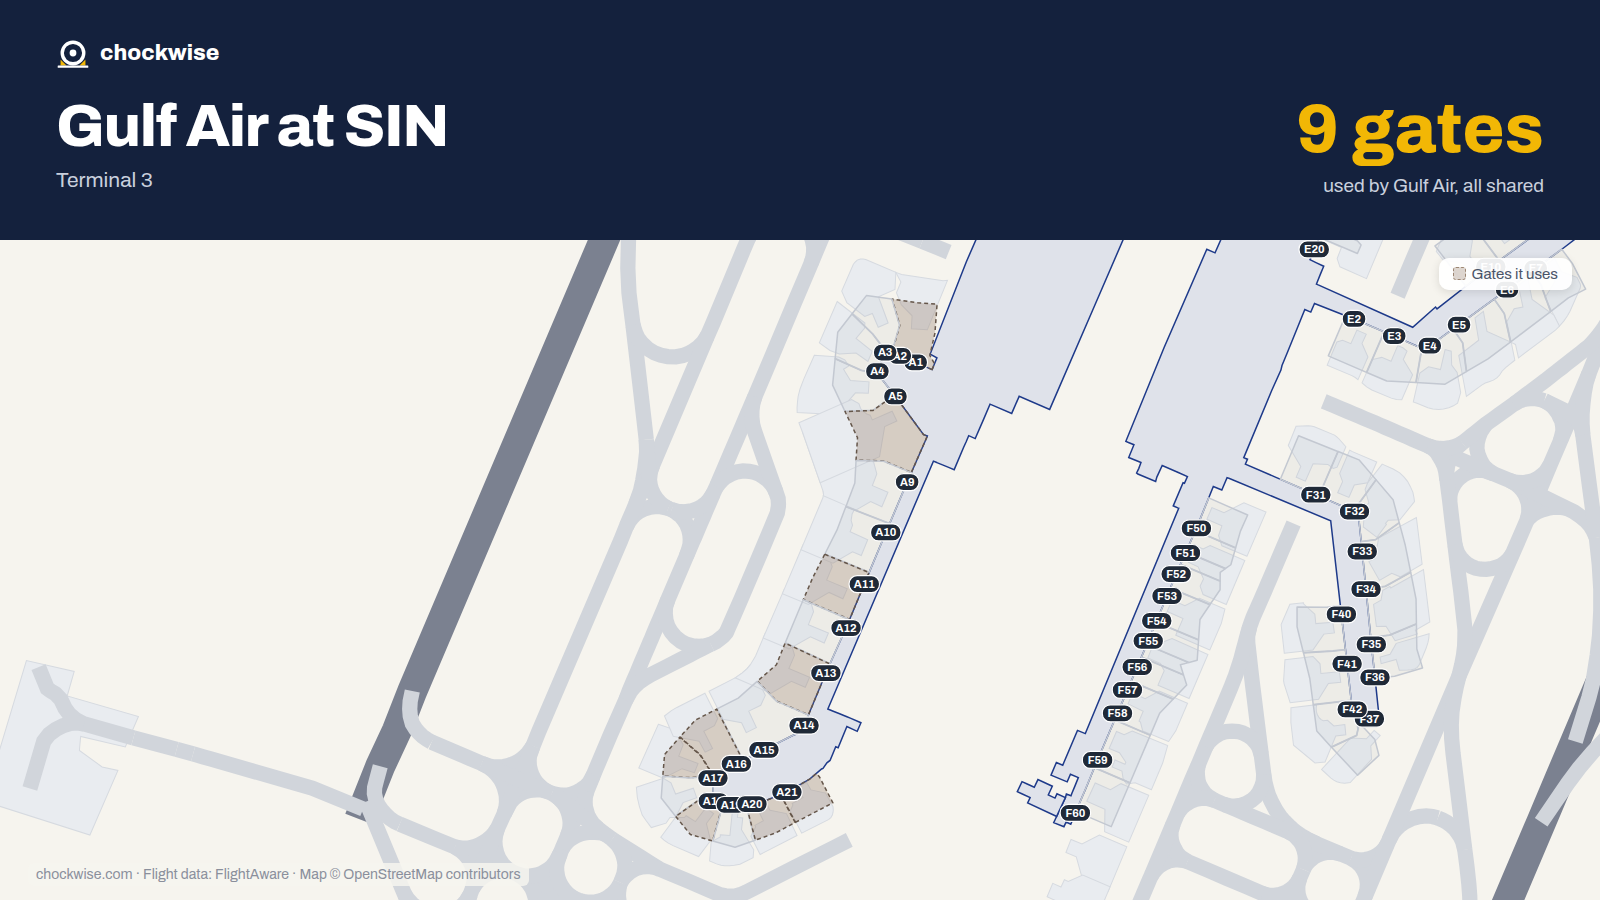 chockwise
Gulf Air at SIN
Terminal 3
9 gates
used by Gulf Air, all shared
E20
Gates it uses
E2
E3
E4
E5
A3
A2
A1
A4
A5
A9
A10
A11
A12
A13
A14
A15
A16
A17
A20
A21
F31
F32
F33
F34
F40
F35
F41
F36
F42
F37
F50
F51
F52
F53
F54
F55
F56
F57
F58
F59
F60
chockwise.com · Flight data: FlightAware · Map © OpenStreetMap contributors